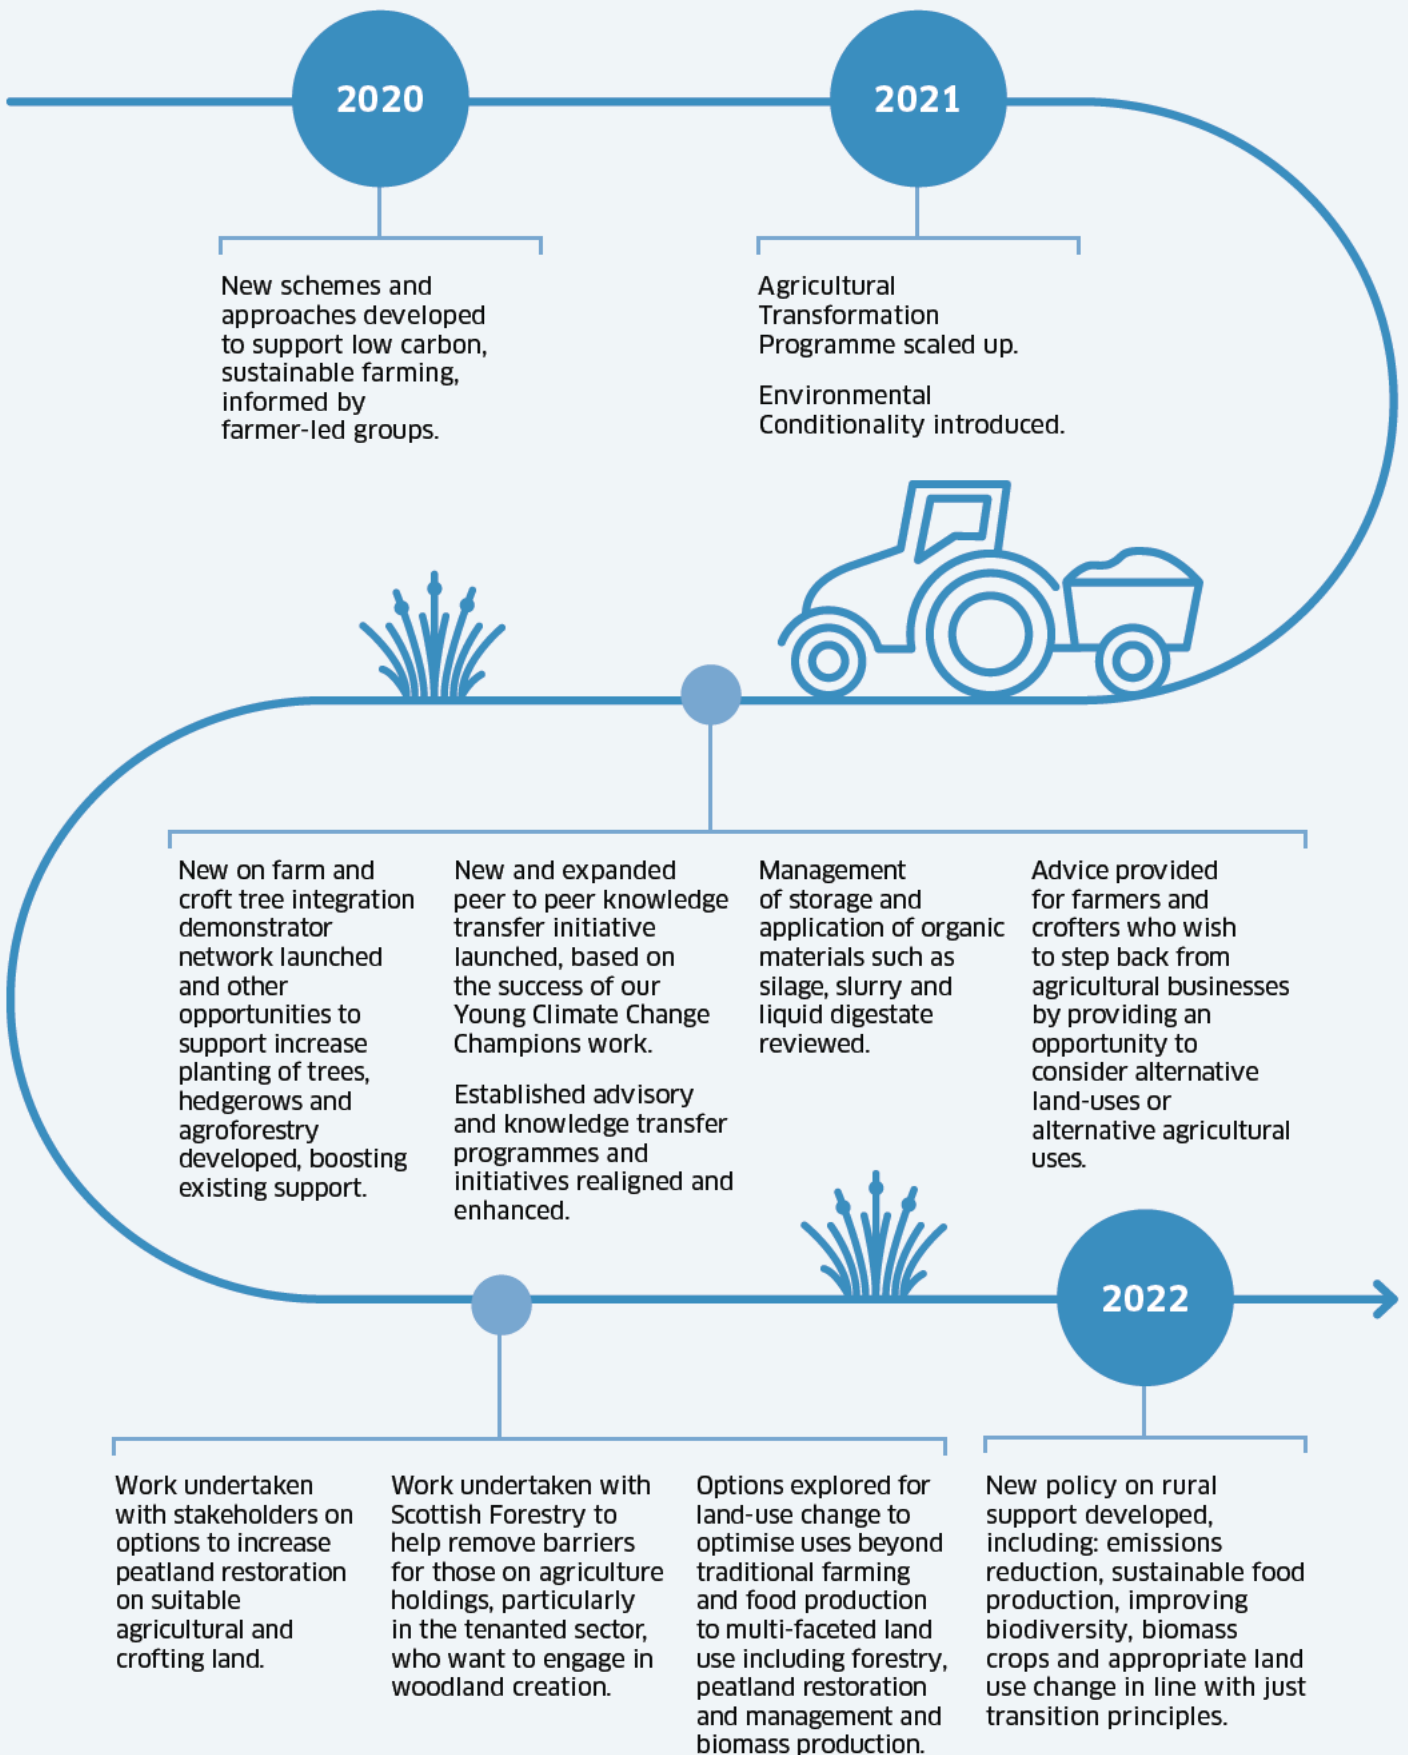 2020
New schemes and
approaches developed
to support low carbon,
sustainable farming,
informed by
farmer-led groups.
2021
Agricultural
Transformation
Programme scaled up.
Environmental
Conditionality introduced.
New on farm and
croft tree integration
demonstrator
network launched
and other
opportunities to
support increase
planting of trees,
hedgerows and
agroforestry
developed, boosting
existing support.
New and expanded
peer to peer knowledge
transfer initiative
launched, based on
the success of our
Young Climate Change
Champions work.
Established advisory
and knowledge transfer
programmes and
initiatives realigned and
enhanced.
Management
of storage and
application of organic
materials such as
silage, slurry and
liquid digestate
reviewed.
Advice provided
for farmers and
crofters who wish
to step back from
agricultural businesses
by providing an
opportunity to
consider alternative
land-uses or
alternative agricultural
uses.
Work undertaken
with stakeholders on
options to increase
peatland restoration
on suitable
agricultural and
crofting land.
Work undertaken with
Scottish Forestry to
help remove barriers
for those on agriculture
holdings, particularly
in the tenanted sector,
who want to engage in
woodland creation.
Options explored for
land-use change to
optimise uses beyond
traditional farming
and food production
to multi-faceted land
use including forestry,
peatland restoration
and management and
biomass production.
2022
New policy on rural
support developed,
including: emissions
reduction, sustainable food
production, improving
biodiversity, biomass
crops and appropriate land
use change in line with just
transition principles.